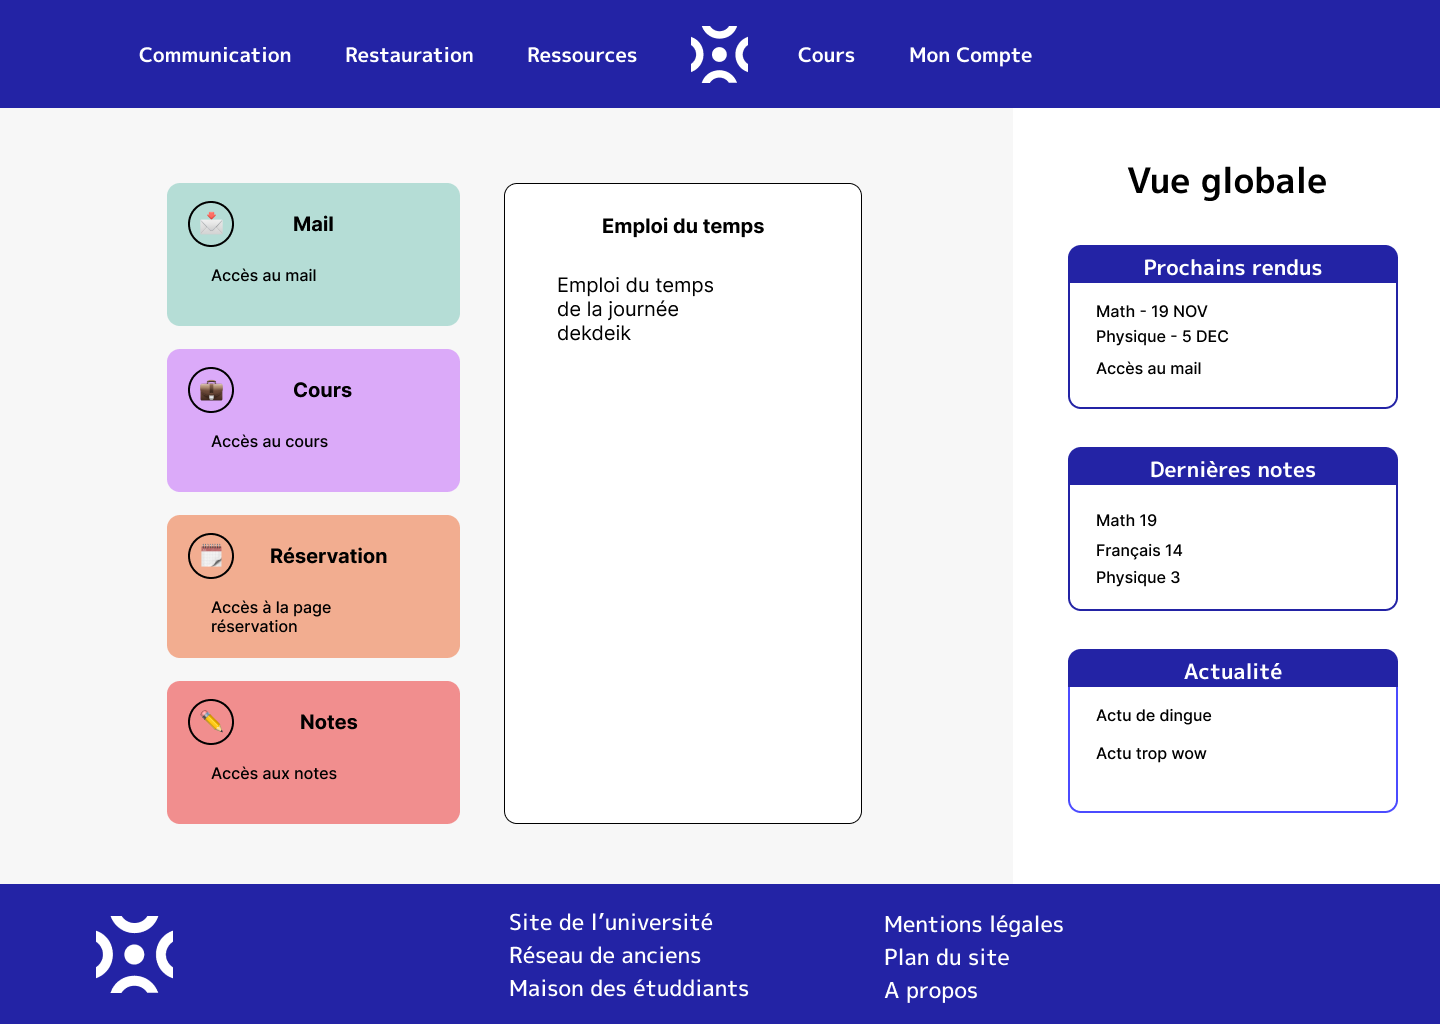 Communication
Restauration
Ressources
Cours
Mon Compte
Mail
Accès au mail
Cours
Accès au cours
Réservation
Accès à la page
réservation
Notes
Accès aux notes
Emploi du temps
Emploi du temps
de la journée
dekdeik
Vue globale
Prochains rendus
Math - 19 NOV
Physique - 5 DEC
Accès au mail
Dernières notes
Math 19
Français 14
Physique 3
Actualité
Actu de dingue
Actu trop wow
Site de l’université
Réseau de anciens
Maison des étuddiants
Mentions légales
Plan du site
A propos